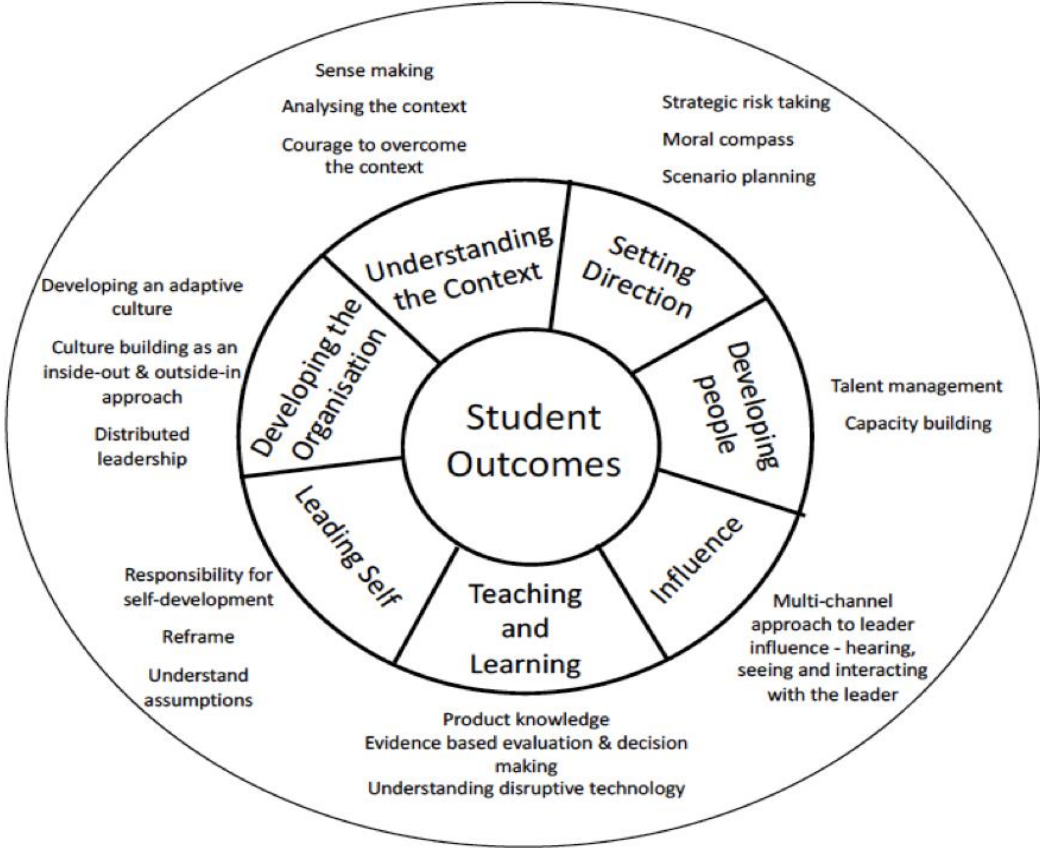 Sense making
Analysing the context
Courage to overcome
the context
Strategic risk taking
Moral compass
Scenario planning
Understanding
the Context
Setting
Direction
Developing an adaptive
culture
Culture building as an
inside-out & outside-in
approach
Distributed
leadership
Developing the
Organisation
Student
Outcomes
Developing
people
Talent management
Capacity building
Leading Self
Teaching
and
Learning
Influence
Responsibility for
self-development
Reframe
Understand
assumptions
Multi-channel
approach to leader
influence - hearing,
seeing and interacting
with the leader
Product knowledge
Evidence based evaluation & decision
making
Understanding disruptive technology